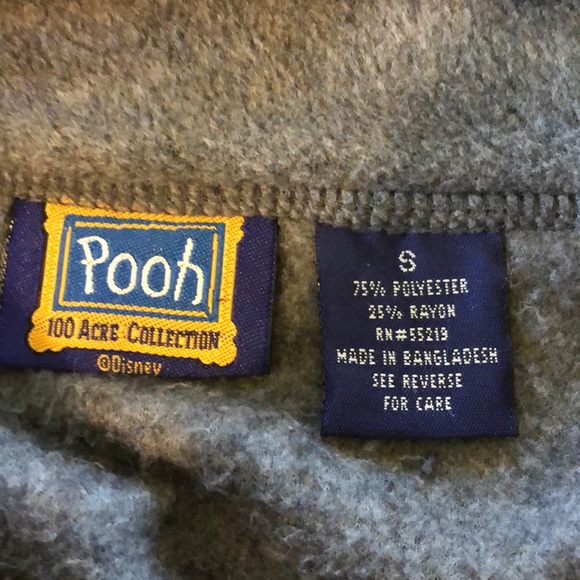 Pooh
100 Acre Collection
©Disney
S
75% POLYESTER
25% RAYON
RN#55219
MADE IN BANGLADESH
SEE REVERSE
FOR CARE